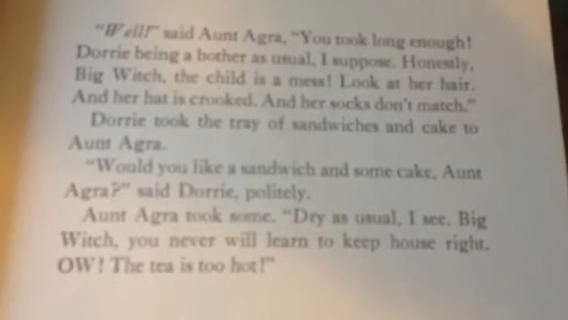 "Well!" said Aunt Agra, "You took long enough!
Dorrie being a bother as usual, I suppose. Honestly,
Big Witch, the child is a mess! Look at her hair.
And her hat is crooked. And her socks don't match."
Dorrie took the tray of sandwiches and cake to
Aunt Agra.
"Would you like a sandwich and some cake, Aunt
Agra?" said Dorrie, politely.
Aunt Agra took some. "Dry as usual, I see. Big
Witch, you never will learn to keep house right.
OW! The tea is too hot!"